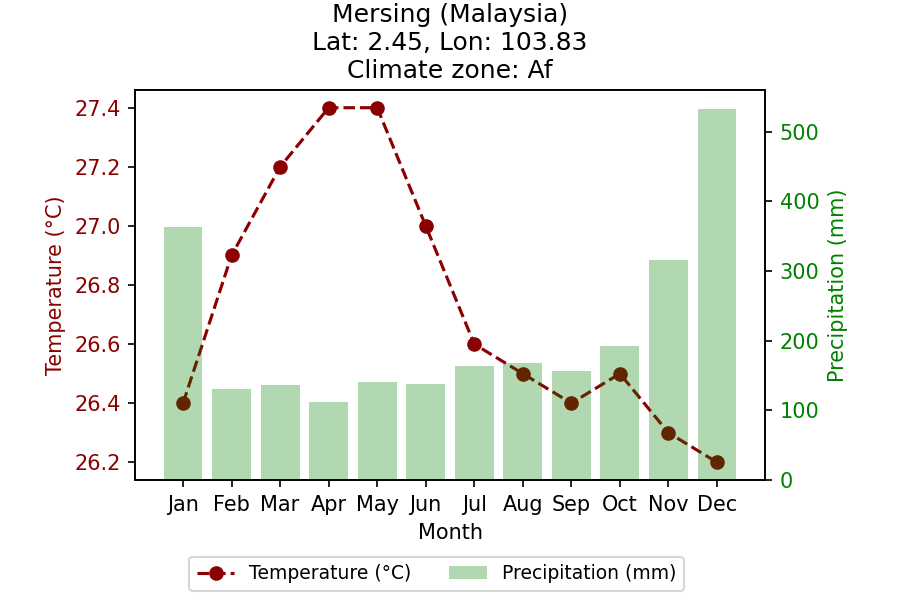 Mersing (Malaysia)
Lat: 2.45, Lon: 103.83
Climate zone: Af
27.4
27.2
27.0
26.8
26.6
26.4
26.2
Temperature (°C)
500
400
300
200
100
0
Precipitation (mm)
Jan Feb Mar Apr May Jun Jul Aug Sep Oct Nov Dec
Month
Temperature (°C) Precipitation (mm)